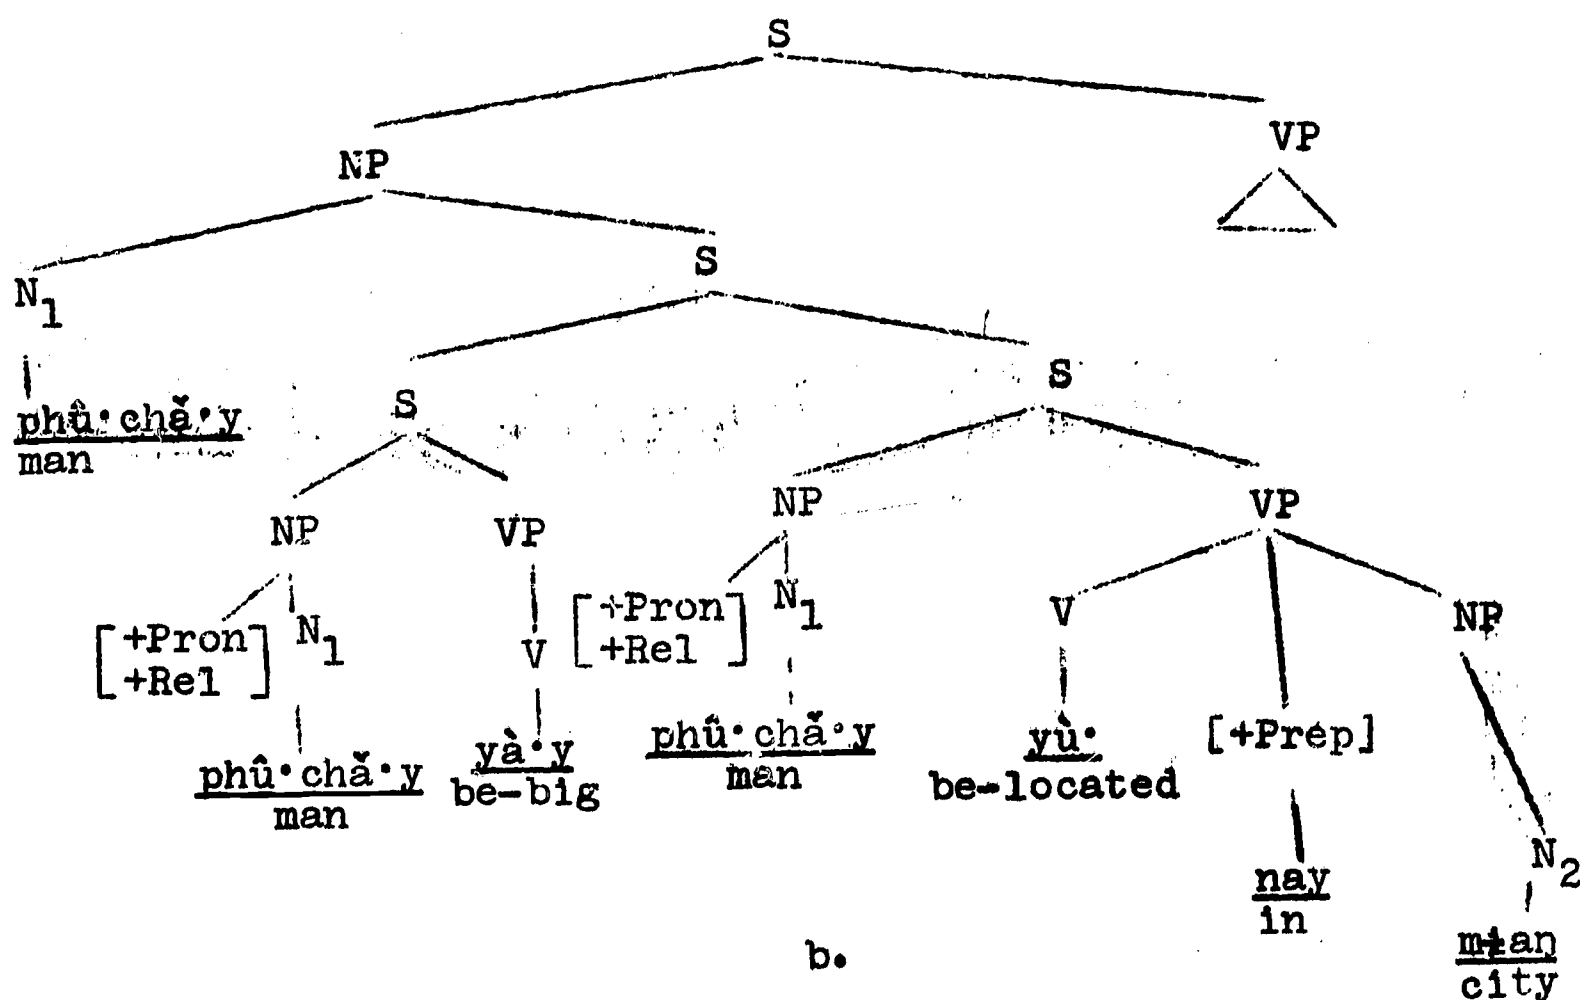 S
NP VP
S
N1
S S
phû·chǎ·y
man
NP VP NP VP
[+Pron +Rel] N1 V [+Pron +Rel] N1 V NP
phû·chǎ·y yà·y phû·chǎ·y yù· [+Prep]
man be-big man be-located
N2
nay
in
b. mɨaŋ
city